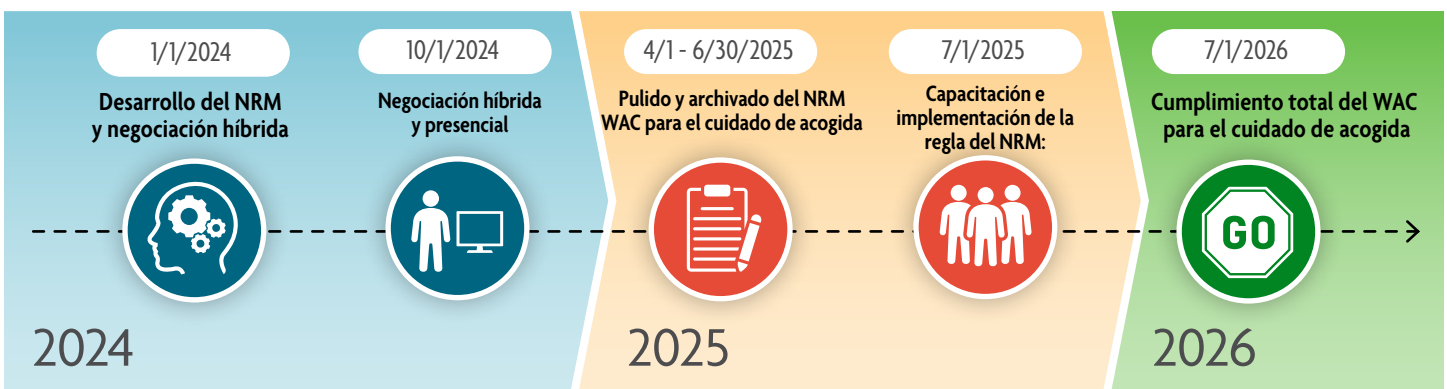 1/1/2024
Desarrollo del NRM
y negociación híbrida
10/1/2024
Negociación híbrida
y presencial
4/1 - 6/30/2025
Pulido y archivado del NRM
WAC para el cuidado de acogida
7/1/2025
Capacitación e
implementación de la
regla del NRM:
7/1/2026
Cumplimiento total del WAC
para el cuidado de acogida
GO
2024
2025
2026